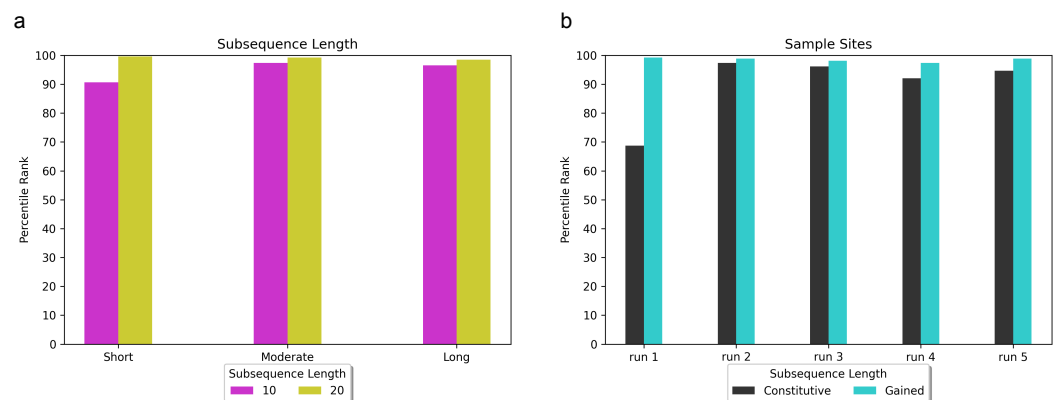 a
Subsequence Length
Percentile Rank
100
90
80
70
60
50
40
30
20
10
0
Short Moderate Long
Subsequence Length
10 20
b
Sample Sites
Percentile Rank
100
90
80
70
60
50
40
30
20
10
0
run 1 run 2 run 3 run 4 run 5
Subsequence Length
Constitutive Gained